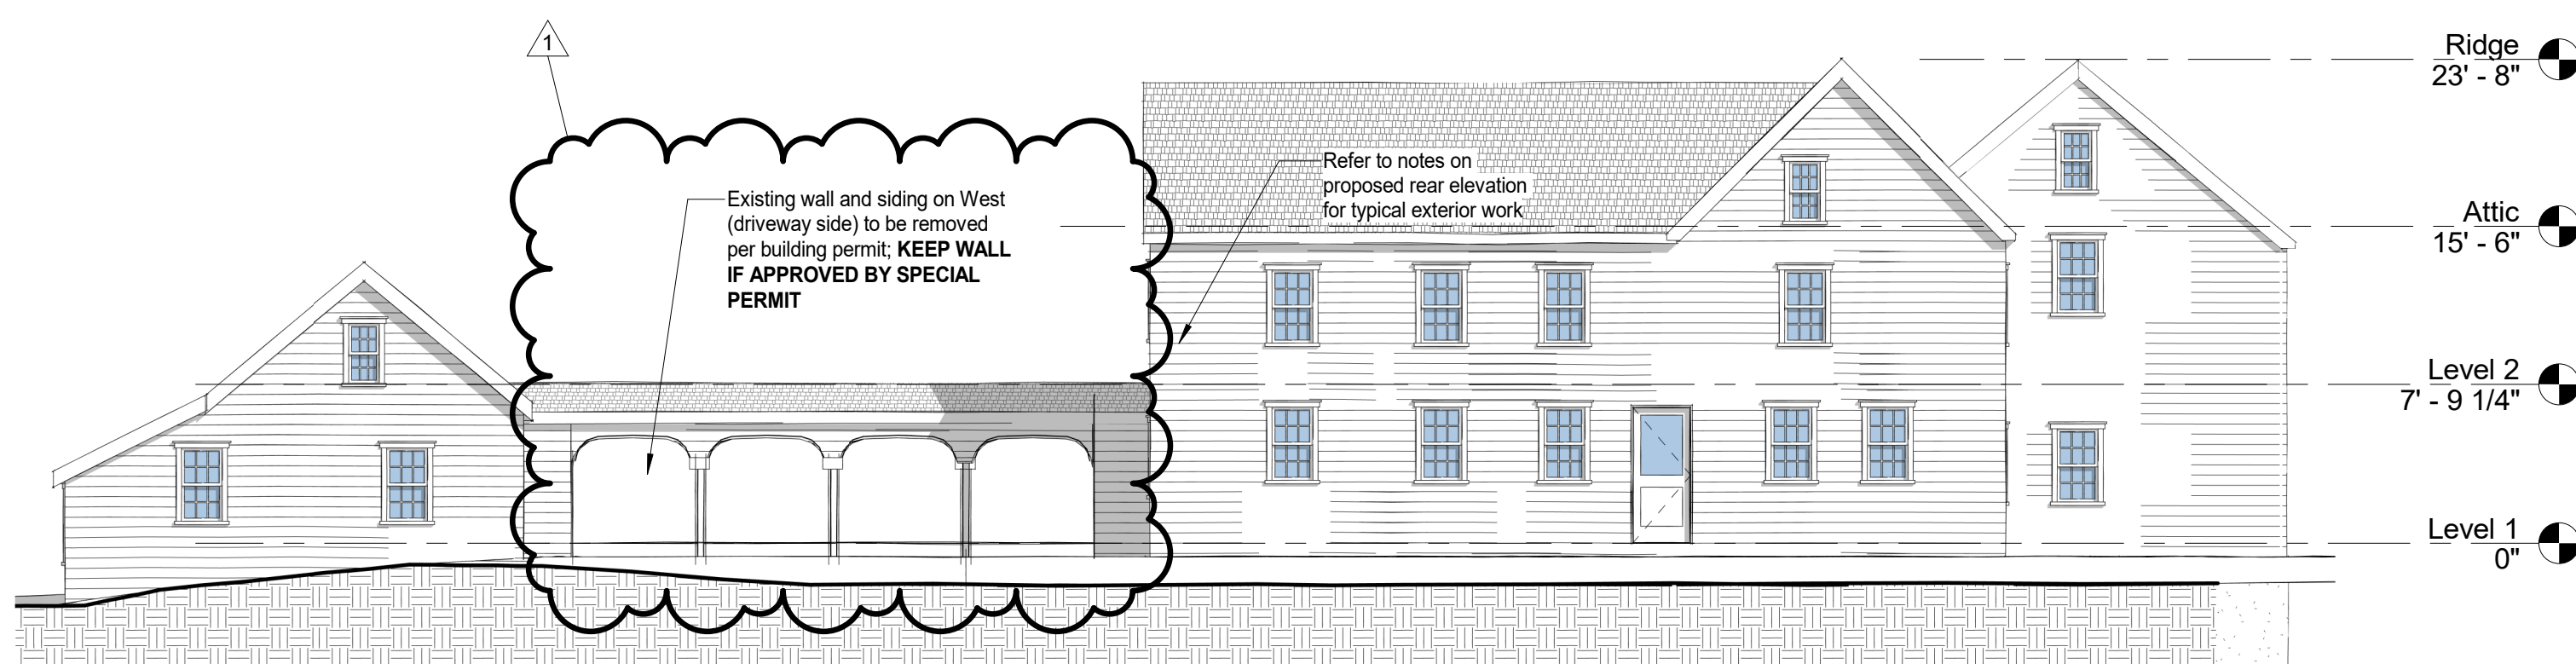 1
Existing wall and siding on West
(driveway side) to be removed
per building permit; KEEP WALL
IF APPROVED BY SPECIAL
PERMIT
Refer to notes on
proposed rear elevation
for typical exterior work
Ridge
23' - 8"
Attic
15' - 6"
Level 2
7' - 9 1/4"
Level 1
0"